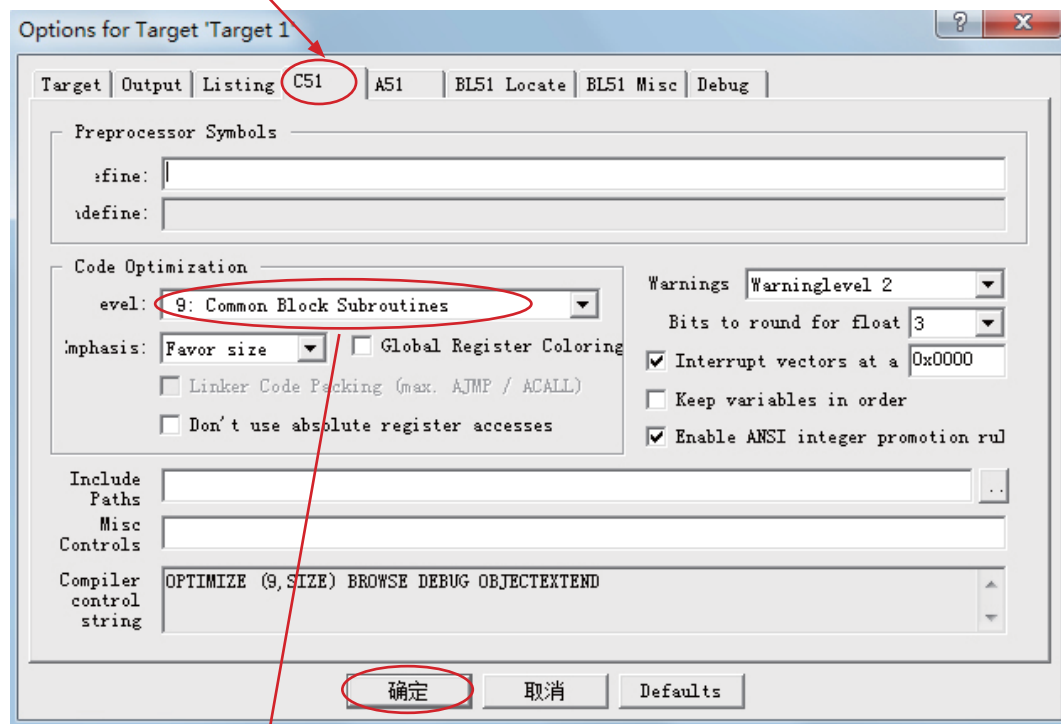 Options for Target 'Target 1'
Target Output Listing C51 A51 BL51 Locate BL51 Misc Debug
Preprocessor Symbols
efine:
define:
Code Optimization
evel: 9: Common Block Subroutines
mphasis: Favor size Global Register Coloring
Linker Code Packing (max. AJMP / ACALL)
Don't use absolute register accesses
Warnings Warninglevel 2
Bits to round for float 3
Interrupt vectors at a 0x0000
Keep variables in order
Enable ANSI integer promotion rul
Include
Paths
..
Misc
Controls
Compiler
control
string
OPTIMIZE (9,SIZE) BROWSE DEBUG OBJECTEXTEND
确定 取消 Defaults